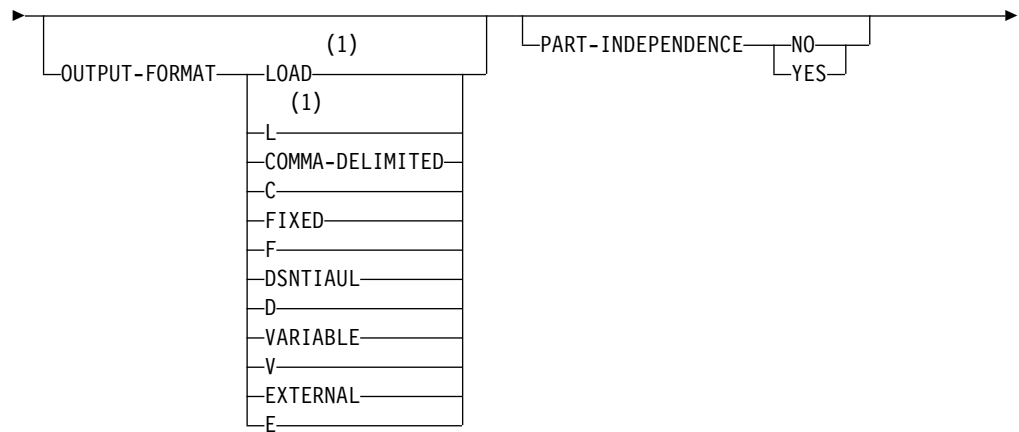 (1)
PART-INDEPENDENCE NO
OUTPUT-FORMAT LOAD YES
(1)
L
COMMA-DELIMITED
C
FIXED
F
DSNTIAUL
D
VARIABLE
V
EXTERNAL
E